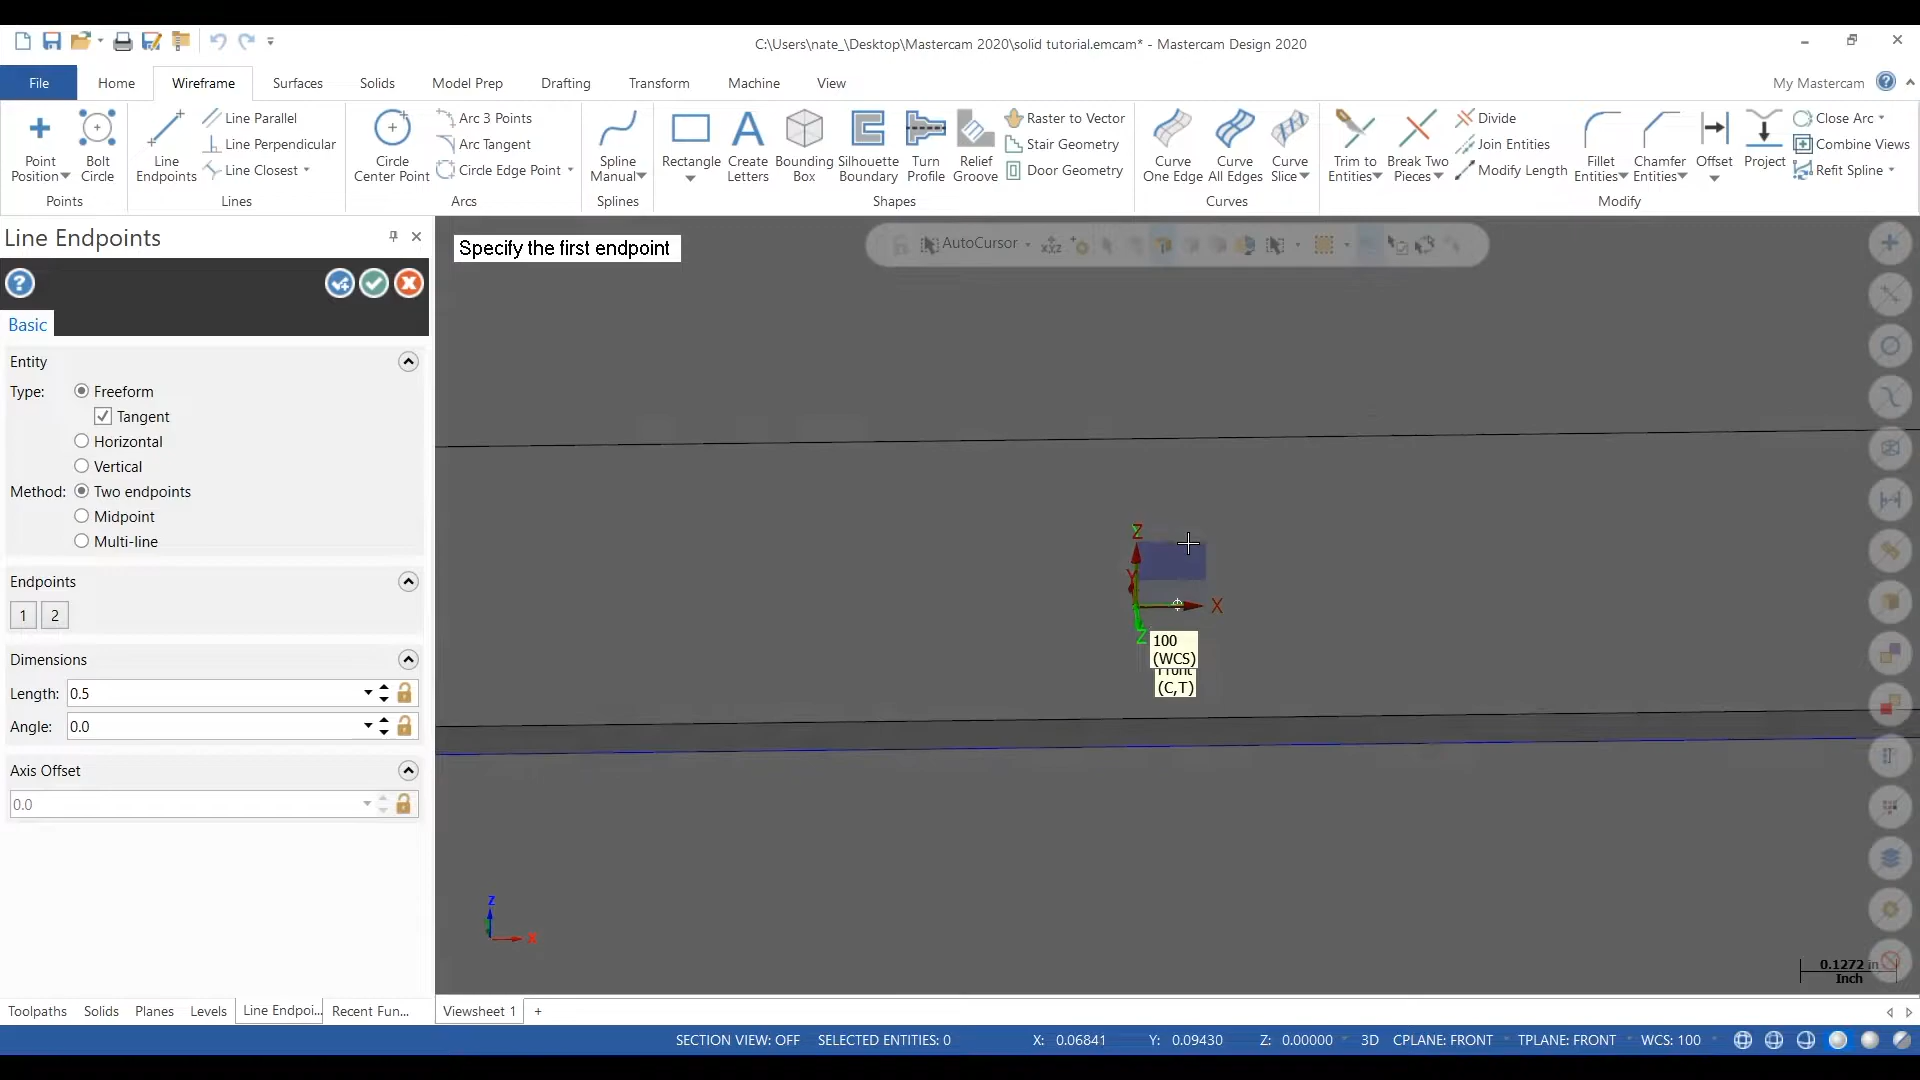 C:\Users\nate_\Desktop\Mastercam 2020\solid tutorial.emcam* - Mastercam Design 2020
File
Home
Wireframe
Surfaces
Solids
Model Prep
Drafting
Transform
Machine
View
My Mastercam
Point
Position
Bolt
Circle
Points
Line
Endpoints
Line Parallel
Line Perpendicular
Line Closest
Lines
Circle
Center Point
Arc 3 Points
Arc Tangent
Circle Edge Point
Arcs
Spline
Manual
Splines
Rectangle
Create
Letters
Bounding
Box
Silhouette
Boundary
Turn
Profile
Relief
Groove
Raster to Vector
Stair Geometry
Door Geometry
Shapes
Curve
One Edge
Curve
All Edges
Curve
Slice
Curves
Trim to
Entities
Break Two
Pieces
Divide
Join Entities
Modify Length
Fillet
Entities
Chamfer
Entities
Offset
Project
Close Arc
Combine Views
Refit Spline
Modify
Line Endpoints
Basic
Entity
Type:
Freeform
Tangent
Horizontal
Vertical
Method:
Two endpoints
Midpoint
Multi-line
Endpoints
1
2
Dimensions
Length:
0.5
Angle:
0.0
Axis Offset
0.0
Specify the first endpoint
AutoCursor
Z
Y
X
Z
100
(WCS)
Front
(C,T)
Z
X
0.1272 in
Inch
Toolpaths
Solids
Planes
Levels
Line Endpoi...
Recent Fun...
Viewsheet 1
+
SECTION VIEW: OFF
SELECTED ENTITIES: 0
X: 0.06841
Y: 0.09430
Z: 0.00000
3D
CPLANE: FRONT
TPLANE: FRONT
WCS: 100